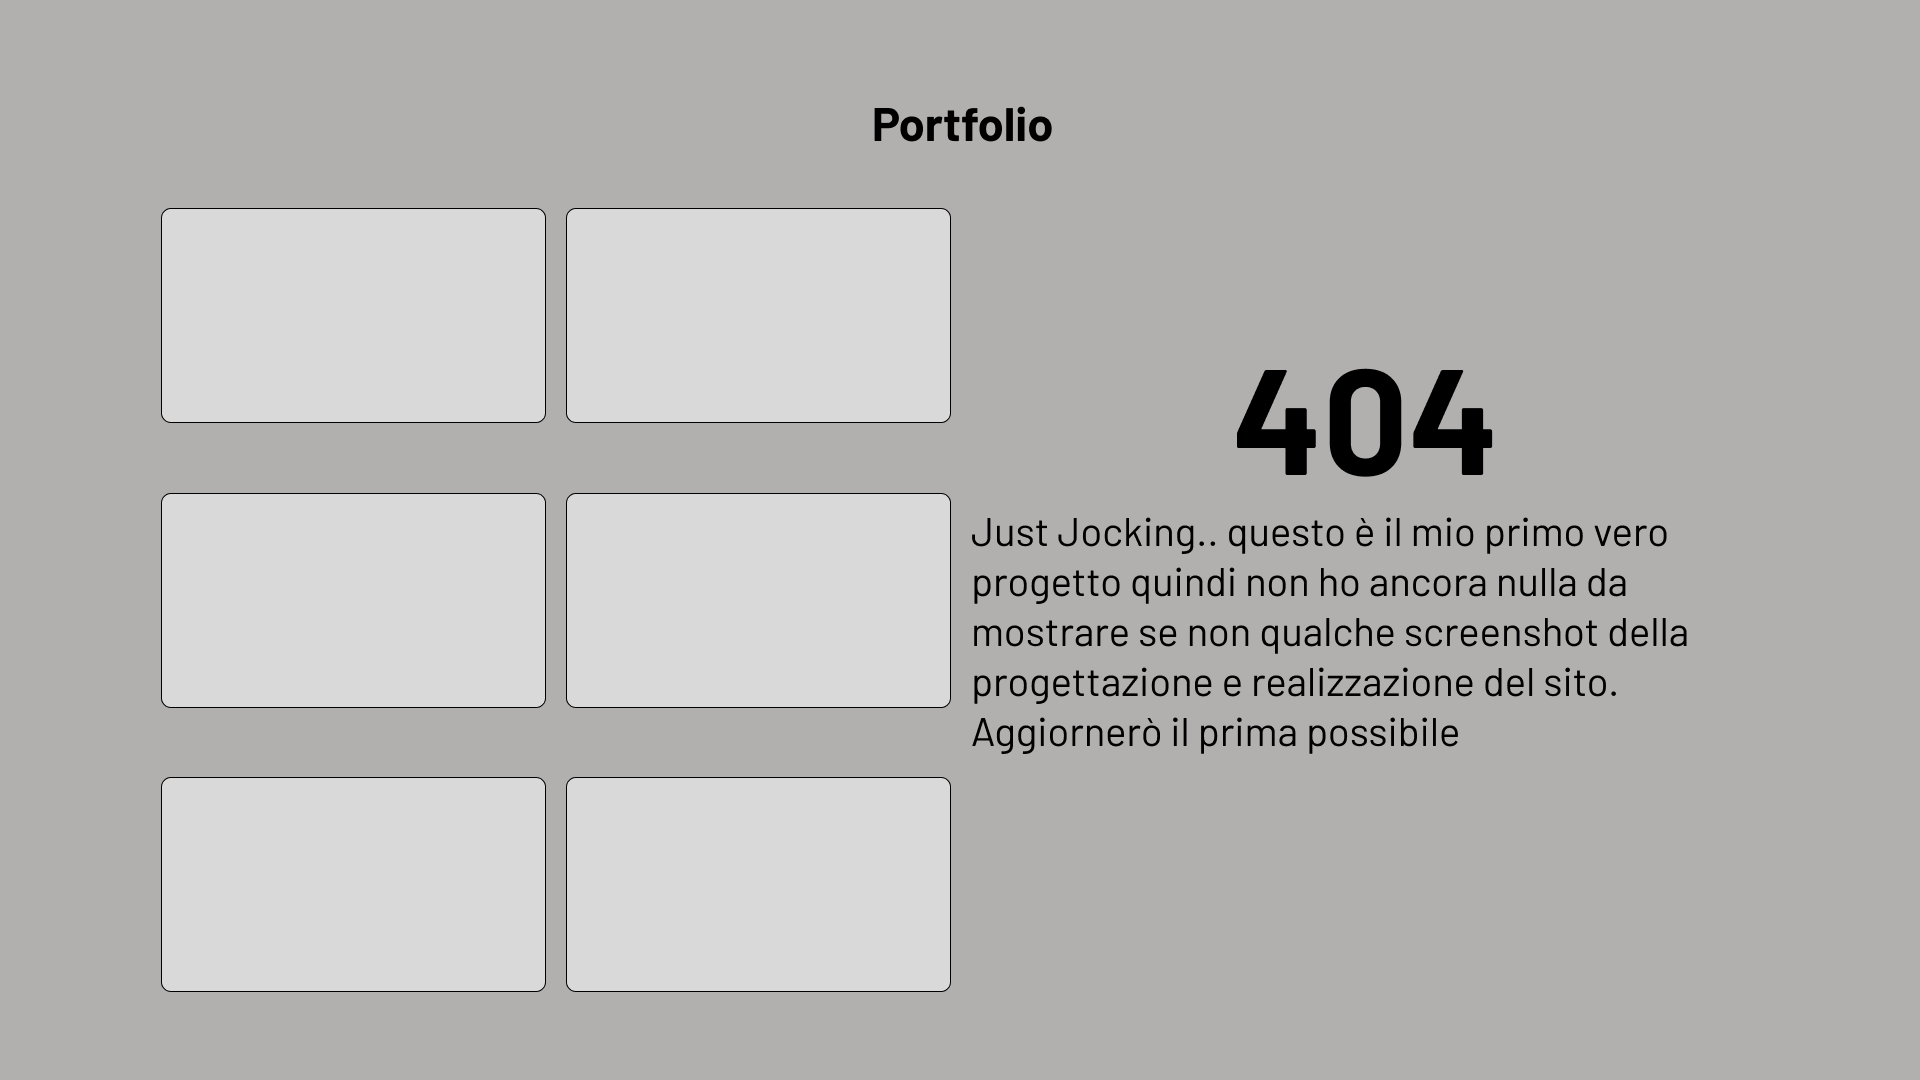 Portfolio
404
Just Jocking.. questo è il mio primo vero
progetto quindi non ho ancora nulla da
mostrare se non qualche screenshot della
progettazione e realizzazione del sito.
Aggiornerò il prima possibile